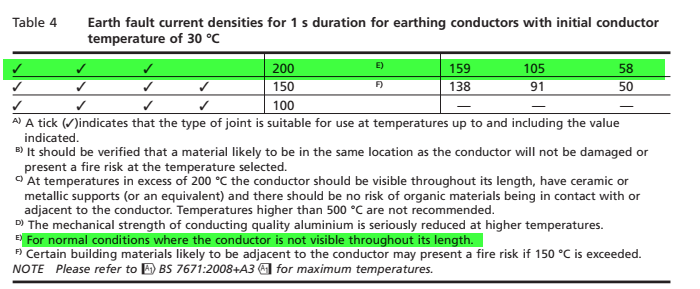 Table 4 Earth fault current densities for 1 s duration for earthing conductors with initial conductor
temperature of 30 °C
✓ ✓ ✓ 200 E) 159 105 58
✓ ✓ ✓ ✓ 150 F) 138 91 50
✓ ✓ ✓ ✓ 100 — — —
A) A tick (✓)indicates that the type of joint is suitable for use at temperatures up to and including the value
indicated.
B) It should be verified that a material likely to be in the same location as the conductor will not be damaged or
present a fire risk at the temperature selected.
C) At temperatures in excess of 200 °C the conductor should be visible throughout its length, have ceramic or
metallic supports (or an equivalent) and there should be no risk of organic materials being in contact with or
adjacent to the conductor. Temperatures higher than 500 °C are not recommended.
D) The mechanical strength of conducting quality aluminium is seriously reduced at higher temperatures.
E) For normal conditions where the conductor is not visible throughout its length.
F) Certain building materials likely to be adjacent to the conductor may present a fire risk if 150 °C is exceeded.
NOTE Please refer to A1 BS 7671:2008+A3 A1 for maximum temperatures.